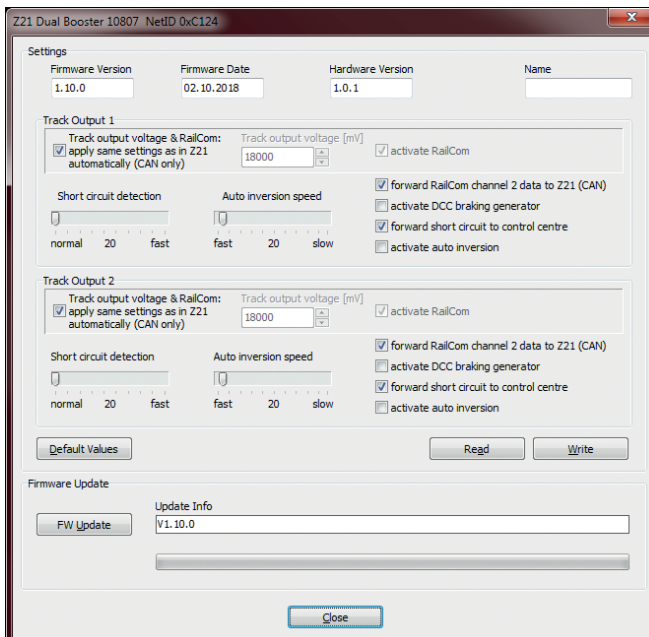 Z21 Dual Booster 10807 NetID 0xC124
Settings
Firmware Version Firmware Date Hardware Version Name
1.10.0 02.10.2018 1.0.1
Track Output 1
Track output voltage & RailCom: Track output voltage [mV]
apply same settings as in Z21 18000 activate RailCom
automatically (CAN only)
forward RailCom channel 2 data to Z21 (CAN)
Short circuit detection Auto inversion speed
activate DCC braking generator
forward short circuit to control centre
normal 20 fast fast 20 slow activate auto inversion
Track Output 2
Track output voltage & RailCom: Track output voltage [mV]
apply same settings as in Z21 18000 activate RailCom
automatically (CAN only)
forward RailCom channel 2 data to Z21 (CAN)
Short circuit detection Auto inversion speed
activate DCC braking generator
forward short circuit to control centre
normal 20 fast fast 20 slow activate auto inversion
Default Values Read Write
Firmware Update
Update Info
FW Update V1.10.0
Close